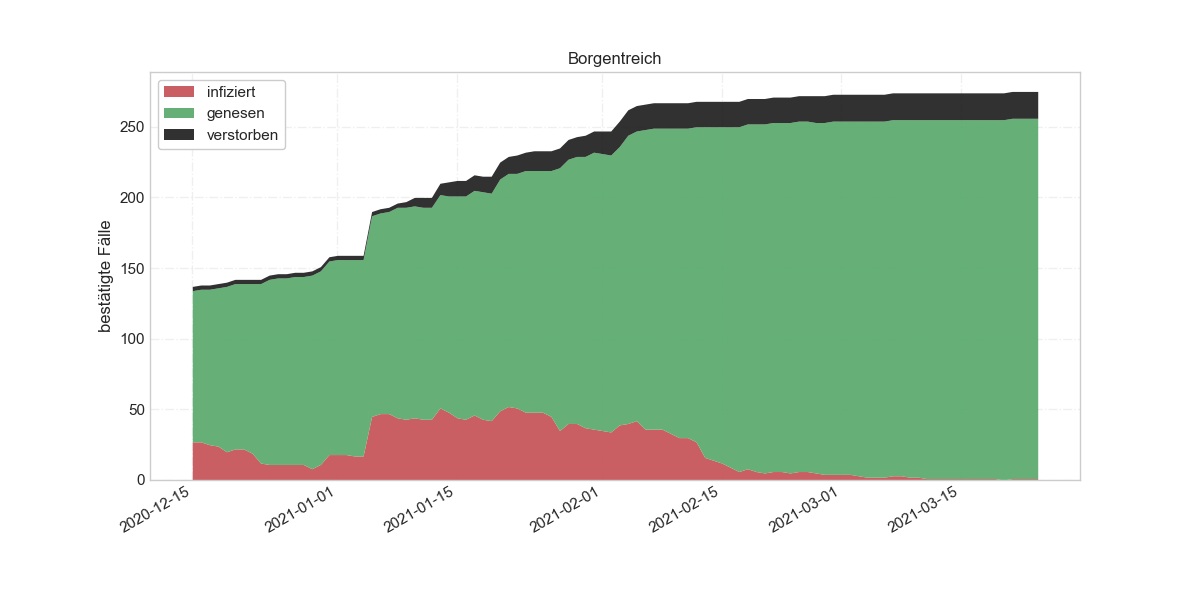 Borgentreich
infiziert
genesen
verstorben
bestätigte Fälle
250
200
150
100
50
0
2020-12-15
2021-01-01
2021-01-15
2021-02-01
2021-02-15
2021-03-01
2021-03-15